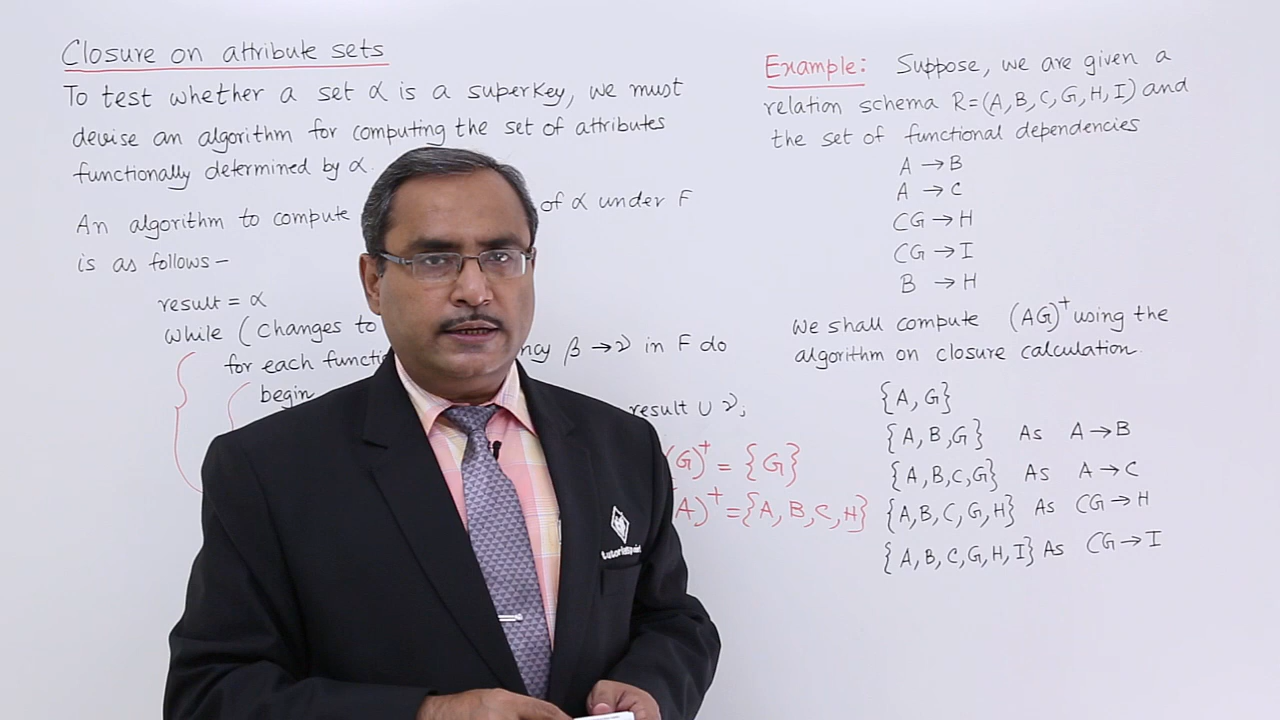 Closure on attribute sets
To test whether a set α is a superkey, we must
devise an algorithm for computing the set of attributes
functionally determined by α.
An algorithm to compute of α under F
is as follows –
result = α
while (changes to
for each β → γ in F do
begin
result ∪ γ;
(G)⁺ = {G}
A)⁺ = {A, B, C, H}
Example: Suppose, we are given a
relation schema R=(A, B, C, G, H, I) and
the set of functional dependencies
A → B
A → C
CG → H
CG → I
B → H
We shall compute (AG)⁺ using the
algorithm on closure calculation.
{A, G}
{A, B, G} As A → B
{A, B, C, G} As A → C
{A, B, C, G, H} As CG → H
{A, B, C, G, H, I} As CG → I
tutorialspoint